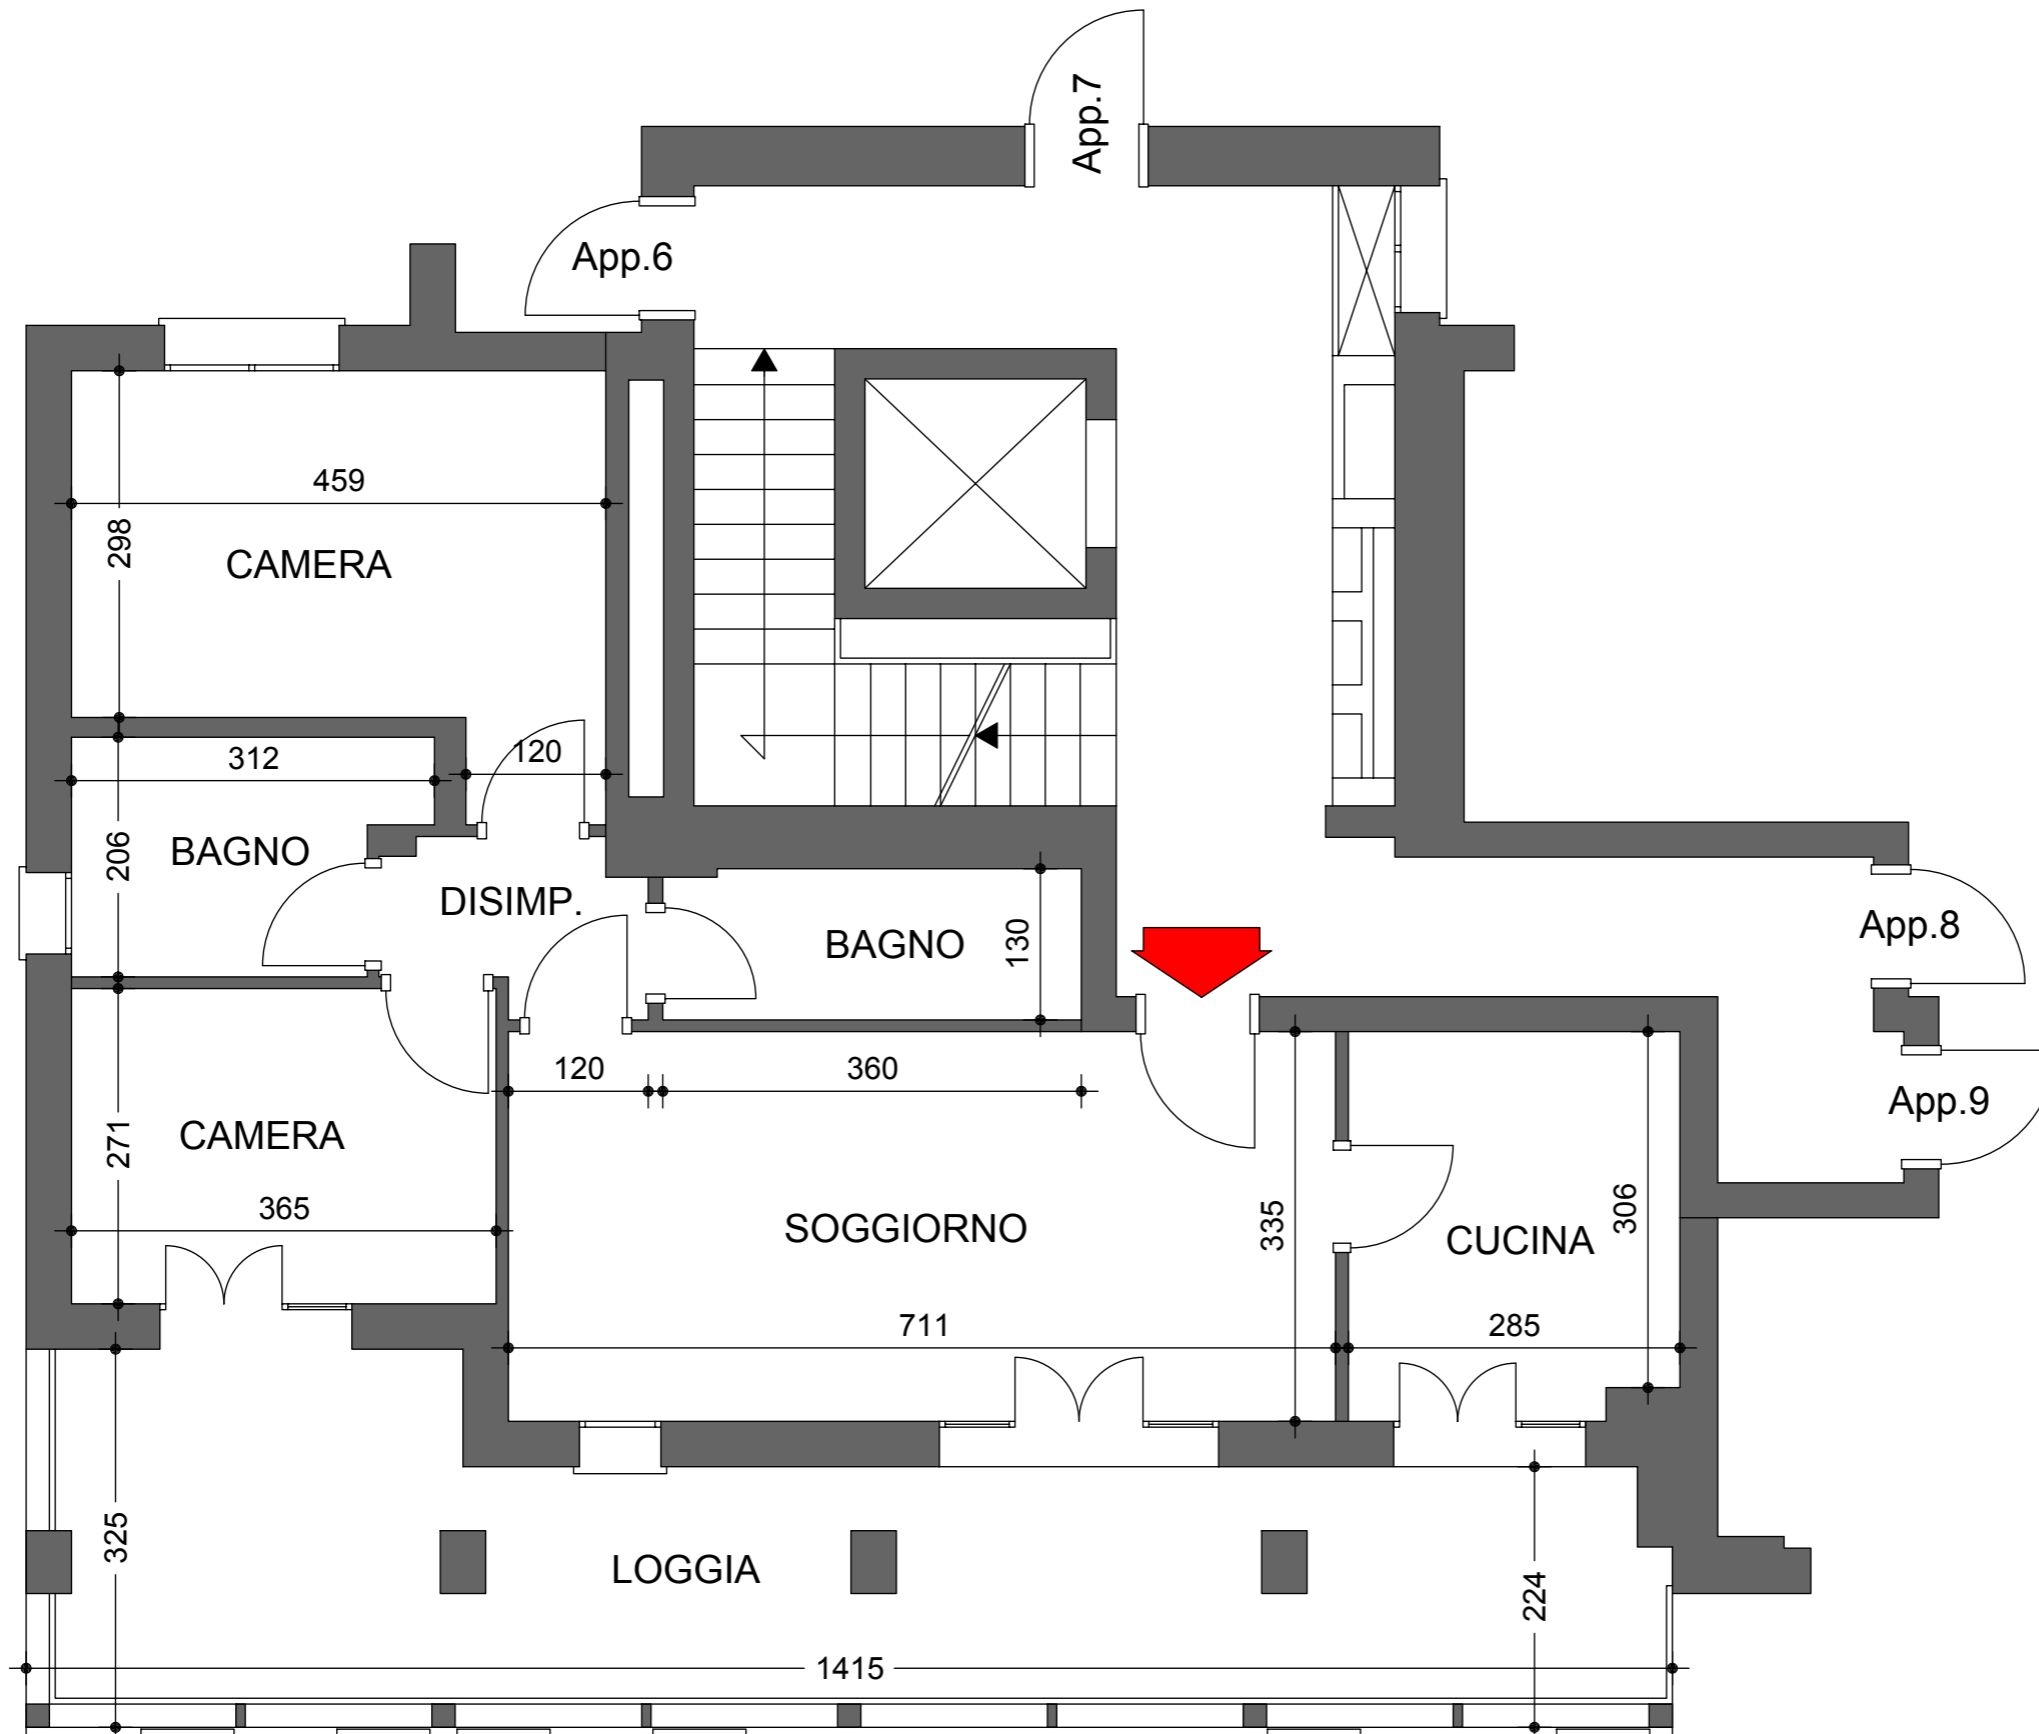 App.7
App.6
459
298
CAMERA
312
120
206
BAGNO
DISIMP.
BAGNO
130
App.8
120
360
App.9
271
CAMERA
365
SOGGIORNO
335
CUCINA
306
711
285
325
LOGGIA
224
1415